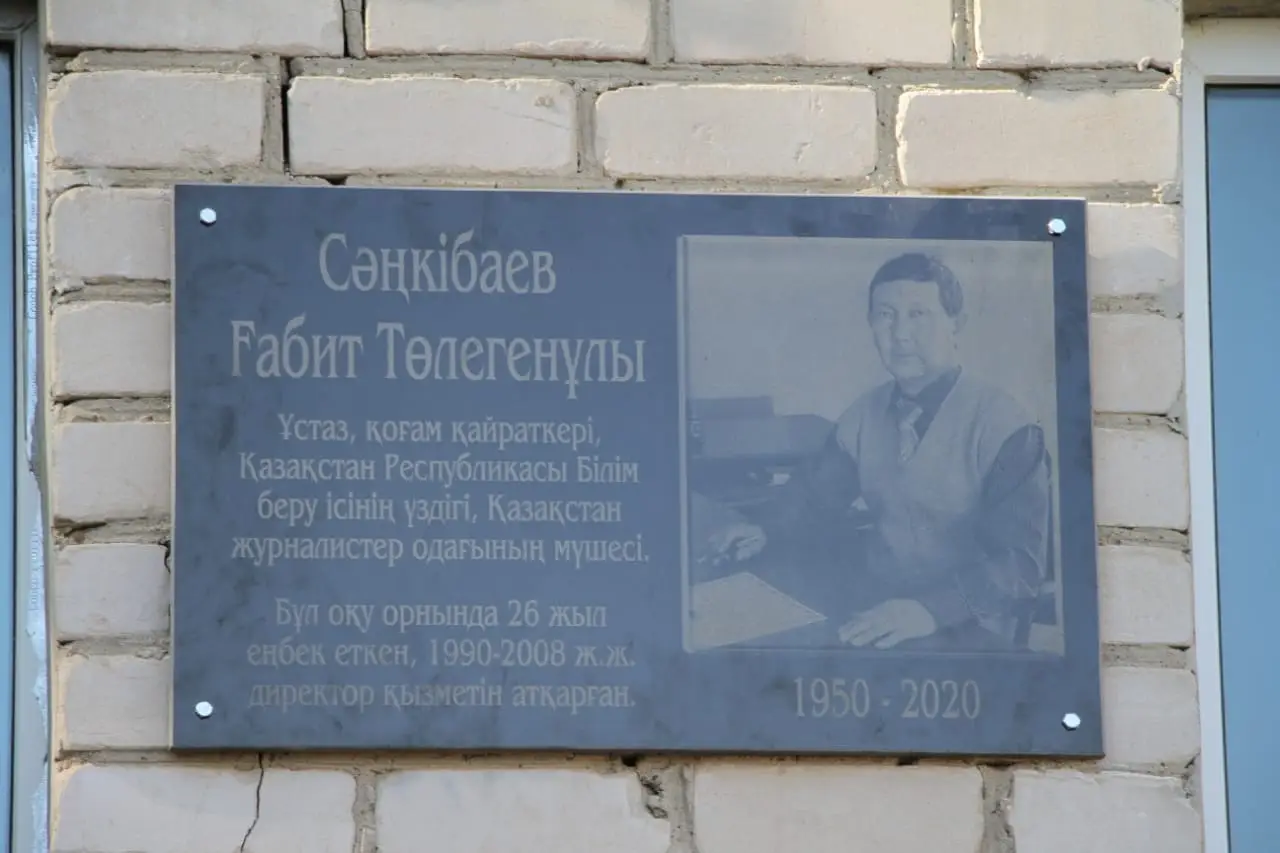 Сәңкібаев
Ғабит Төлегенұлы
Ұстаз, қоғам қайраткері,
Қазақстан Республикасы Білім
беру ісінің үздігі, Қазақстан
журналистер одағының мүшесі.
Бұл оқу орнында 26 жыл
еңбек еткен, 1990-2008 ж.ж.
директор қызметін атқарған.
1950 - 2020